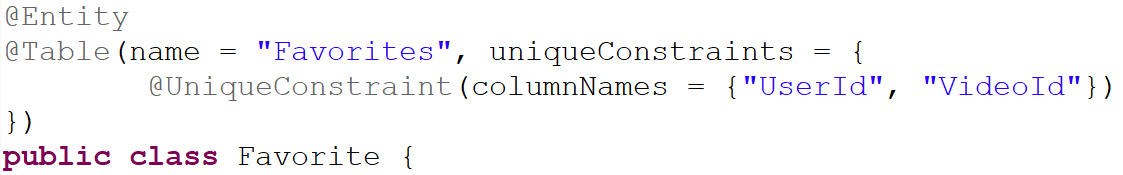 @Entity
@Table(name = "Favorites", uniqueConstraints = {
@UniqueConstraint(columnNames = {"UserId", "VideoId"})
})
public class Favorite {